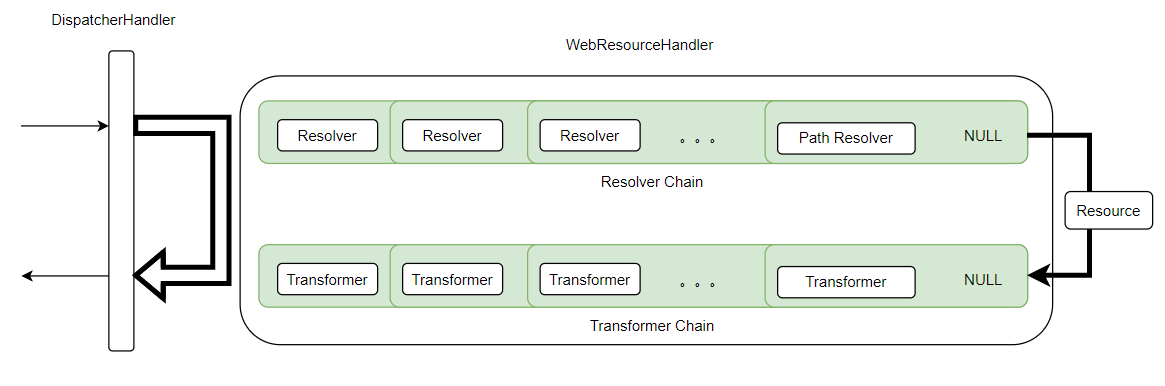 DispatcherHandler
WebResourceHandler
Resolver
Resolver
Resolver
。。。
Path Resolver
NULL
Resolver Chain
Resource
Transformer
Transformer
Transformer
。。。
Transformer
NULL
Transformer Chain